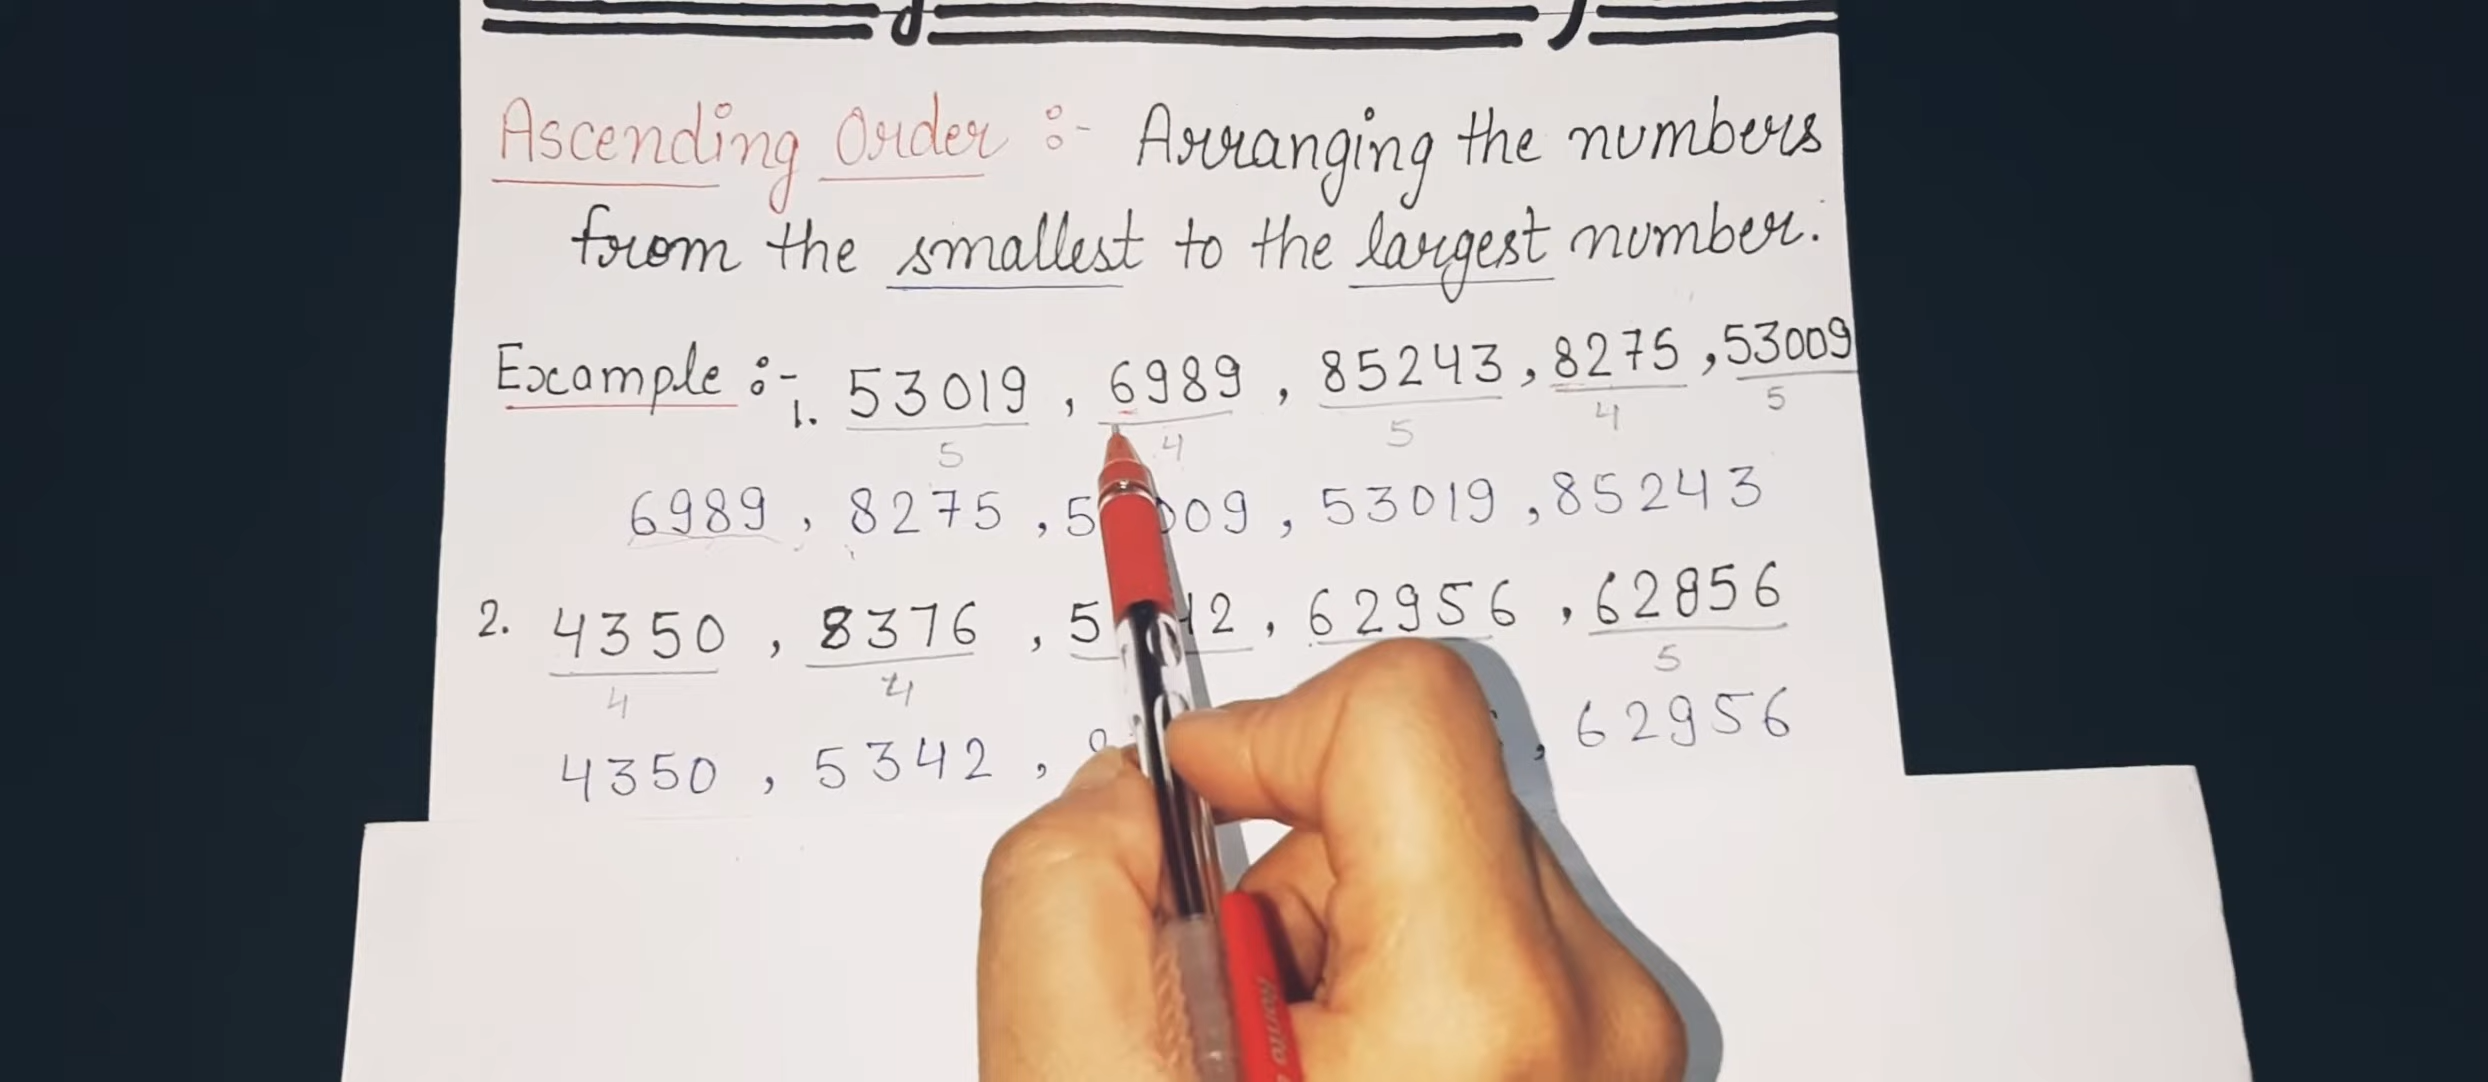 Ascending Order :- Arranging the numbers
from the smallest to the largest number.
Example :- 1. 53019 , 6989 , 85243 , 8275 , 53009
5 4 5 4 5
6989 , 8275 , 009 , 53019 , 85243
2. 4350 , 8376 , 62956 , 62856
4 4 5
4350 , 5342 , , 62956